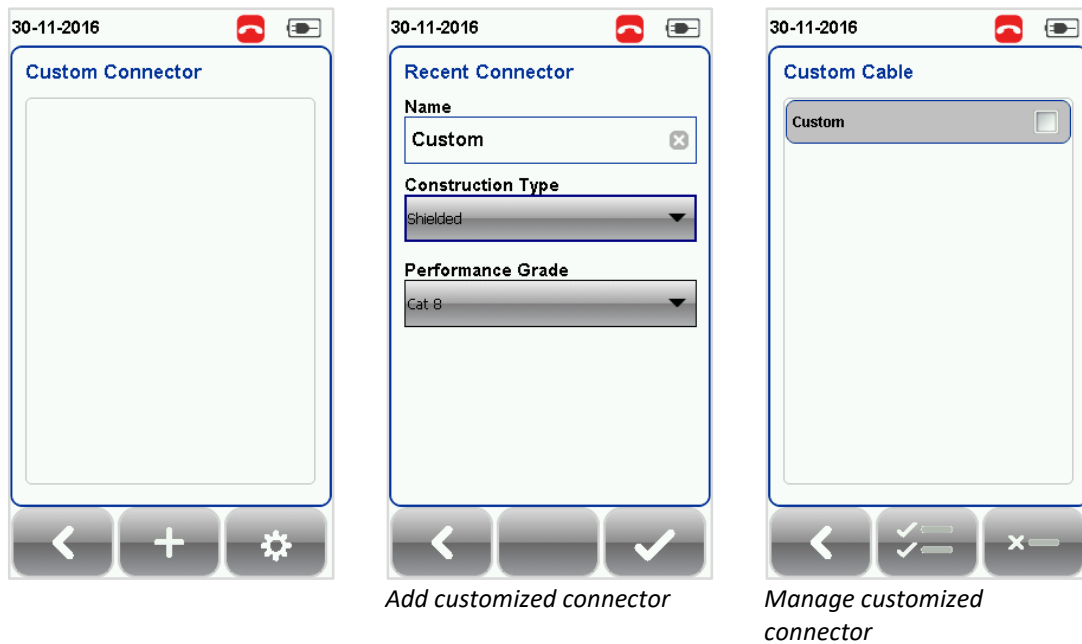 30-11-2016
Custom Connector
30-11-2016
Recent Connector
Name
Custom
Construction Type
Shielded
Performance Grade
Cat 8
Add customized connector
30-11-2016
Custom Cable
Custom
Manage customized
connector